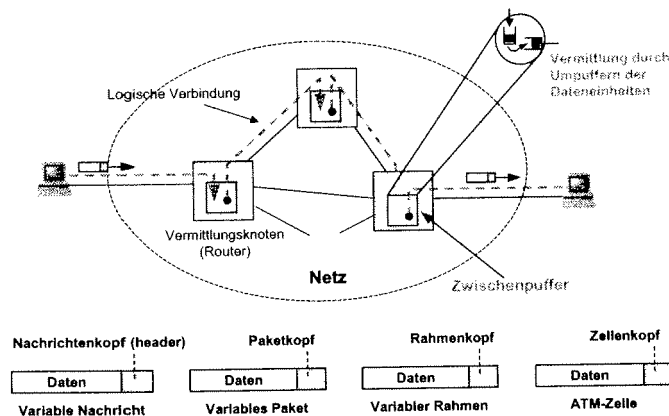 Vermittlung durch
Umpuffern der
Dateneinheiten
Logische Verbindung
Vermittlungsknoten
(Router)
Netz
Zwischenpuffer
Nachrichtenkopf (header)
Paketkopf
Rahmenkopf
Zellenkopf
Daten
Daten
Daten
Daten
Variable Nachricht
Variables Paket
Variabler Rahmen
ATM-Zelle